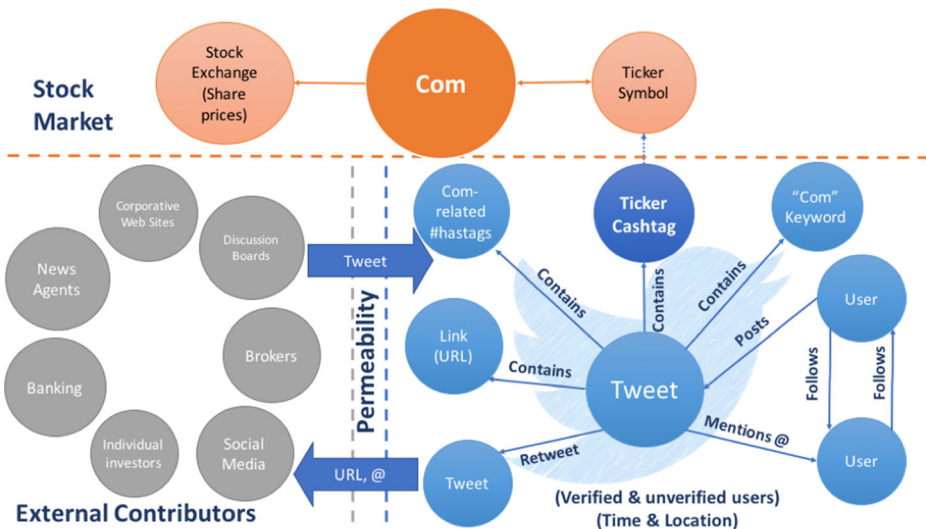 Stock
Exchange
(Share
prices)
Com
Ticker
Symbol
Stock
Market
Corporative
Web Sites
Discussion
Boards
News
Agents
Brokers
Banking
Individual
investors
Social
Media
External Contributors
Permeability
Tweet
URL, @
Com-
related
#hastags
Ticker
Cashtag
“Com”
Keyword
Contains
Contains
Contains
Link
(URL)
Contains
Tweet
Posts
User
Follows
Follows
Mentions @
User
Retweet
Tweet
(Verified & unverified users)
(Time & Location)